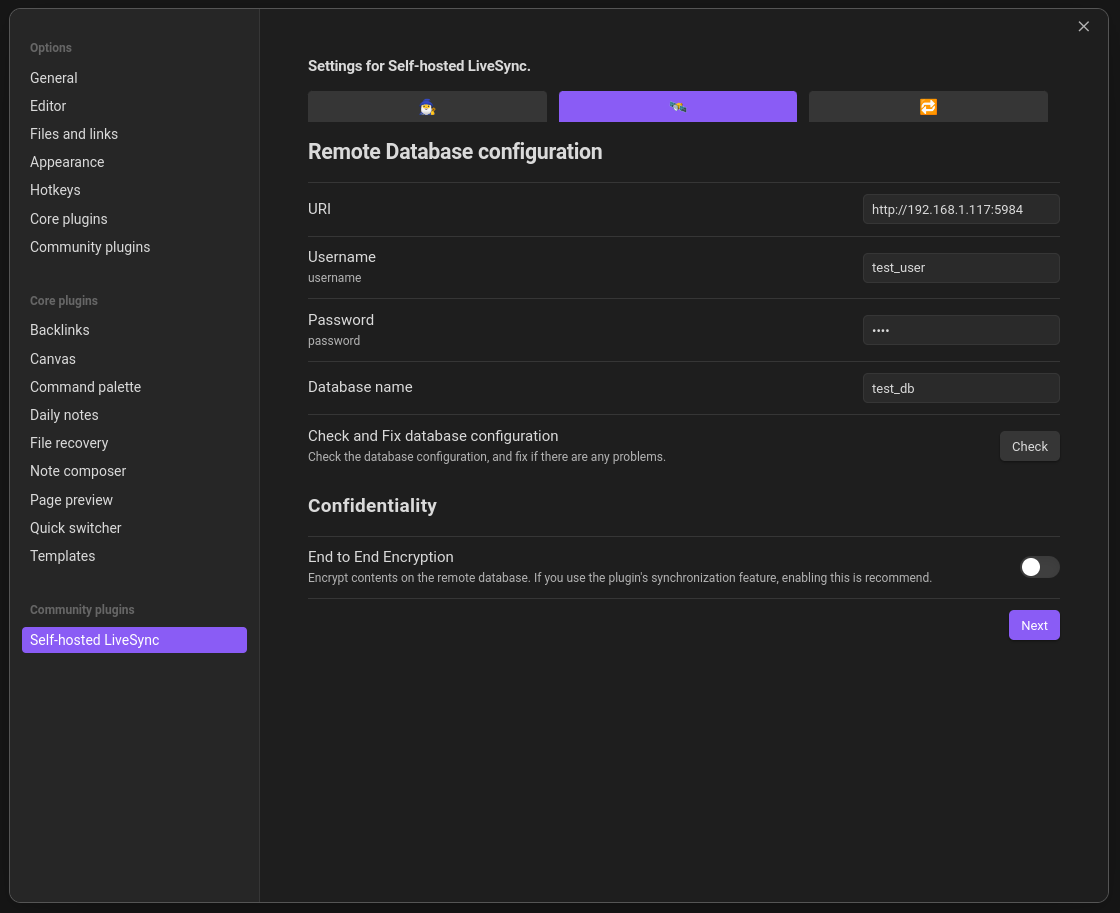 Options
General
Editor
Files and links
Appearance
Hotkeys
Core plugins
Community plugins
Core plugins
Backlinks
Canvas
Command palette
Daily notes
File recovery
Note composer
Page preview
Quick switcher
Templates
Community plugins
Self-hosted LiveSync
Settings for Self-hosted LiveSync.
Remote Database configuration
URI
http://192.168.1.117:5984
Username
username
test_user
Password
password
••••
Database name
test_db
Check and Fix database configuration
Check the database configuration, and fix if there are any problems.
Check
Confidentiality
End to End Encryption
Encrypt contents on the remote database. If you use the plugin's synchronization feature, enabling this is recommend.
Next